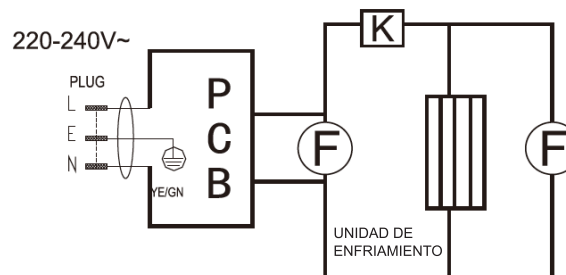 220-240V~
PLUG
L
E
N
YE/GN
P
C
B
K
F
F
UNIDAD DE
ENFRIAMIENTO